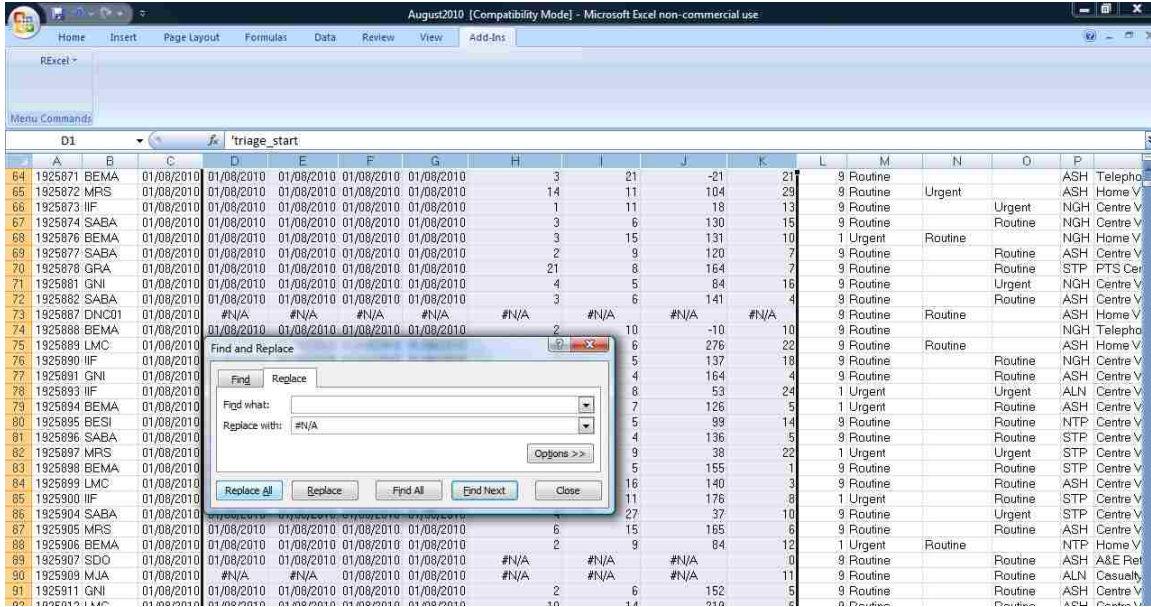 August2010 [Compatibility Mode] - Microsoft Excel non-commercial use
Home Insert Page Layout Formulas Data Review View Add-Ins
RExcel
Menu Commands
D1 fx 'triage_start
A B C D E F G H I J K L M N O P
64 1925871 BEMA 01/08/2010 01/08/2010 01/08/2010 01/08/2010 01/08/2010 3 21 -21 21 9 Routine ASH Telepho
65 1925872 MRS 01/08/2010 01/08/2010 01/08/2010 01/08/2010 01/08/2010 14 11 104 29 9 Routine Urgent ASH Home V
66 1925873 IIF 01/08/2010 01/08/2010 01/08/2010 01/08/2010 01/08/2010 1 11 18 13 9 Routine Urgent NGH Centre V
67 1925874 SABA 01/08/2010 01/08/2010 01/08/2010 01/08/2010 01/08/2010 3 6 130 15 9 Routine Routine NGH Centre V
68 1925876 BEMA 01/08/2010 01/08/2010 01/08/2010 01/08/2010 01/08/2010 3 15 131 10 1 Urgent Routine NGH Home V
69 1925877 SABA 01/08/2010 01/08/2010 01/08/2010 01/08/2010 01/08/2010 2 9 120 7 9 Routine Routine ASH Centre V
70 1925878 GRA 01/08/2010 01/08/2010 01/08/2010 01/08/2010 01/08/2010 21 8 164 7 9 Routine Routine STP PTS Cer
71 1925881 GNI 01/08/2010 01/08/2010 01/08/2010 01/08/2010 01/08/2010 4 5 84 16 9 Routine Urgent NGH Centre V
72 1925882 SABA 01/08/2010 01/08/2010 01/08/2010 01/08/2010 01/08/2010 3 6 141 4 9 Routine Routine ASH Centre V
73 1925887 DNC01 01/08/2010 #N/A #N/A #N/A #N/A #N/A #N/A #N/A #N/A 9 Routine Routine ASH Home V
74 1925888 BEMA 01/08/2010 01/08/2010 01/08/2010 01/08/2010 01/08/2010 2 10 -10 10 9 Routine NGH Telepho
75 1925889 LMC 01/08/2010 6 276 22 9 Routine Routine ASH Home V
76 1925890 IIF 01/08/2010 5 137 18 9 Routine Routine NGH Centre V
77 1925891 GNI 01/08/2010 4 164 4 9 Routine Routine ASH Centre V
78 1925893 IIF 01/08/2010 8 53 24 1 Urgent Urgent ALN Centre V
79 1925894 BEMA 01/08/2010 7 126 5 1 Urgent Routine ASH Centre V
80 1925895 BESI 01/08/2010 5 99 14 9 Routine Routine NTP Centre V
81 1925896 SABA 01/08/2010 4 136 5 9 Routine Routine STP Centre V
82 1925897 MRS 01/08/2010 9 38 22 1 Urgent Urgent STP Centre V
83 1925898 BEMA 01/08/2010 5 155 1 9 Routine Routine STP Centre V
84 1925899 LMC 01/08/2010 16 140 3 9 Routine Routine ASH Centre V
85 1925900 IIF 01/08/2010 11 176 8 1 Urgent Routine STP Centre V
86 1925904 SABA 01/08/2010 27 37 10 9 Routine Urgent STP Centre V
87 1925905 MRS 01/08/2010 01/08/2010 01/08/2010 01/08/2010 01/08/2010 6 15 165 6 9 Routine Routine ASH Centre V
88 1925906 BEMA 01/08/2010 01/08/2010 01/08/2010 01/08/2010 01/08/2010 2 9 84 12 1 Urgent Routine NTP Home V
89 1925907 SDO 01/08/2010 01/08/2010 01/08/2010 01/08/2010 01/08/2010 #N/A #N/A #N/A 0 9 Routine Routine ASH A&E Ref
90 1925909 MJA 01/08/2010 #N/A #N/A 01/08/2010 01/08/2010 #N/A #N/A #N/A 11 9 Routine Routine ALN Casualty
91 1925911 GNI 01/08/2010 01/08/2010 01/08/2010 01/08/2010 01/08/2010 2 6 152 5 9 Routine Routine ASH Centre V
Find and Replace
Find Replace
Find what:
Replace with: #N/A
Options >>
Replace All Replace Find All Find Next Close